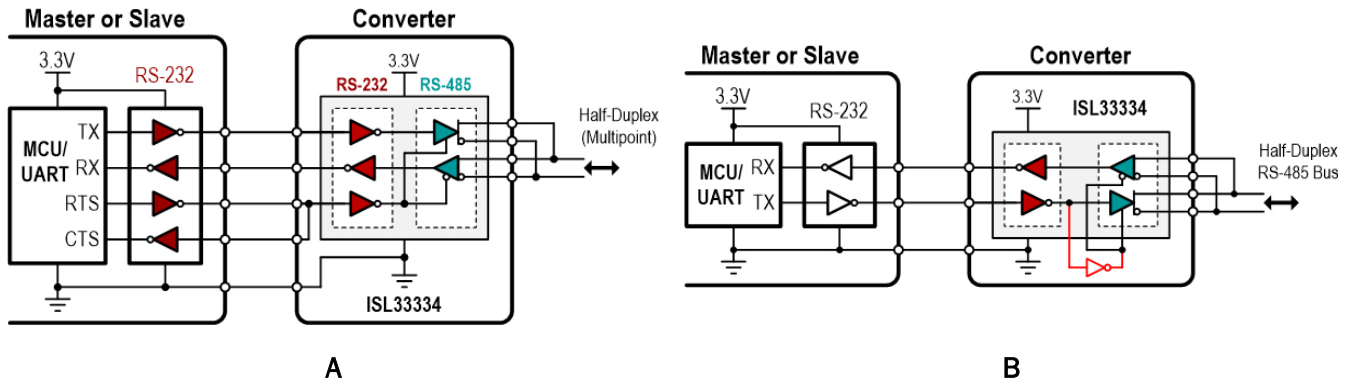 Master or Slave
Converter
3.3V
RS-232
3.3V
RS-232 RS-485
TX
MCU/
UART
RX
RTS
CTS
Half-Duplex
(Multipoint)
ISL33334
A
Master or Slave
Converter
3.3V
RS-232
3.3V
ISL33334
MCU/
UART
RX
TX
Half-Duplex
RS-485 Bus
B